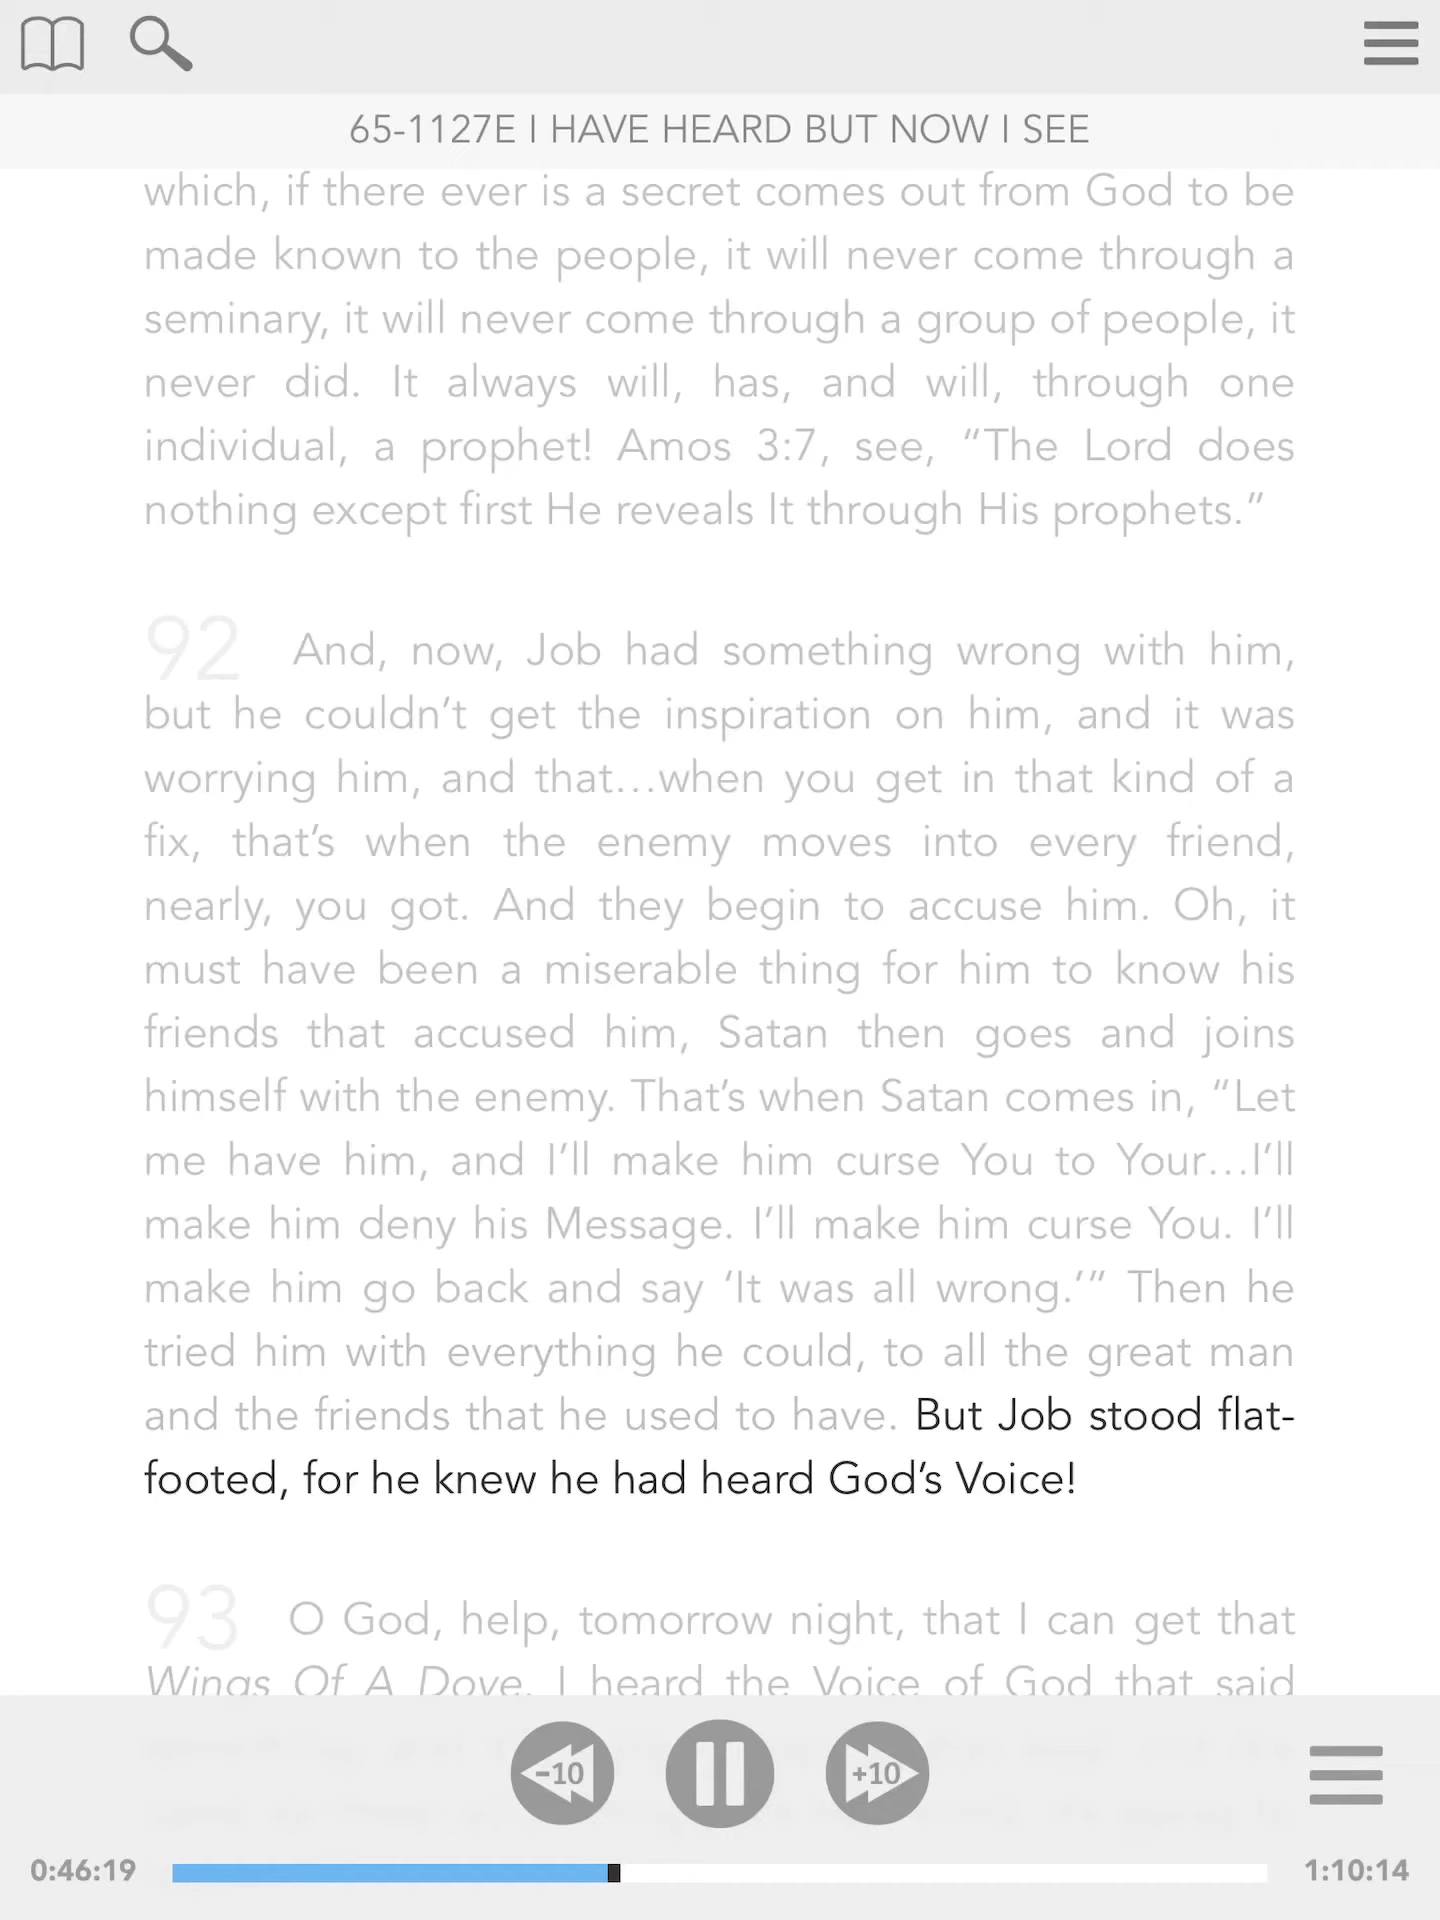 65-1127E I HAVE HEARD BUT NOW I SEE
which, if there ever is a secret comes out from God to be
made known to the people, it will never come through a
seminary, it will never come through a group of people, it
never did. It always will, has, and will, through one
individual, a prophet! Amos 3:7, see, “The Lord does
nothing except first He reveals It through His prophets.”
92 And, now, Job had something wrong with him,
but he couldn’t get the inspiration on him, and it was
worrying him, and that…when you get in that kind of a
fix, that’s when the enemy moves into every friend,
nearly, you got. And they begin to accuse him. Oh, it
must have been a miserable thing for him to know his
friends that accused him, Satan then goes and joins
himself with the enemy. That’s when Satan comes in, “Let
me have him, and I’ll make him curse You to Your…I’ll
make him deny his Message. I’ll make him curse You. I’ll
make him go back and say ‘It was all wrong.’” Then he
tried him with everything he could, to all the great man
and the friends that he used to have. But Job stood flat-
footed, for he knew he had heard God’s Voice!
93 O God, help, tomorrow night, that I can get that
Wings Of A Dove. I heard the Voice of God that said
-10
+10
0:46:19
1:10:14